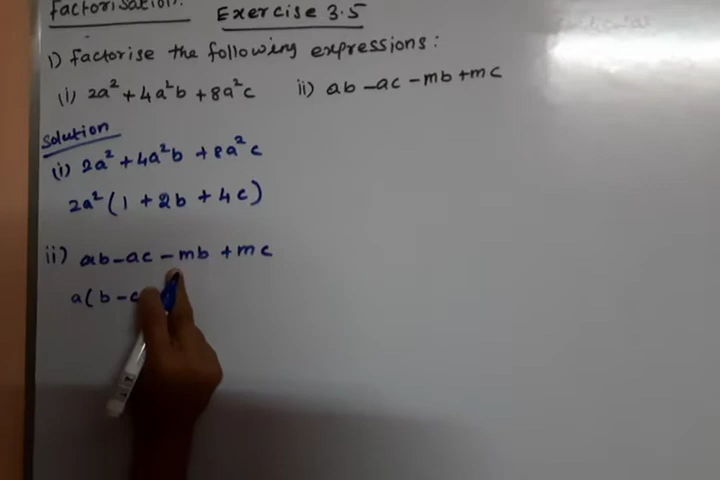 Factorisation:
Exercise 3.5
1) Factorise the following expressions:
(i) 2a² + 4a²b + 8a²c ii) ab - ac - mb + mc
Solution
(i) 2a² + 4a²b + 8a²c
2a² (1 + 2b + 4c)
ii) ab - ac - mb + mc
a(b - c